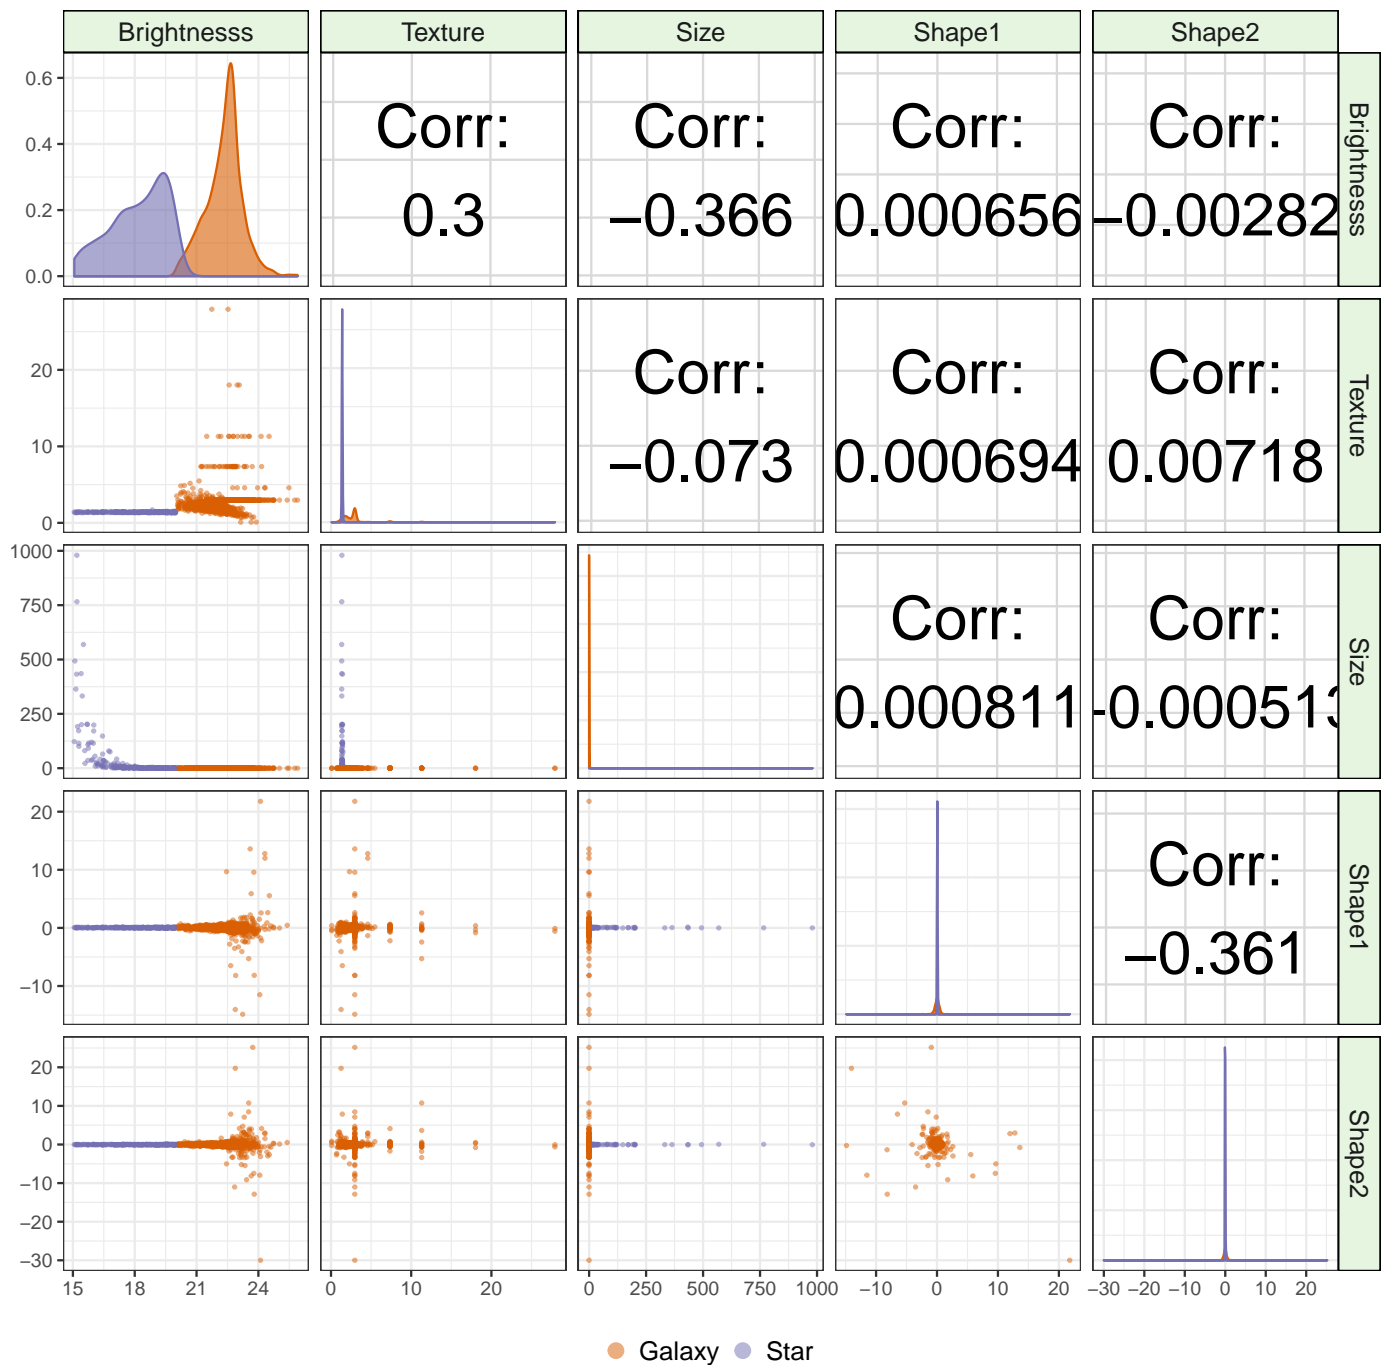 Brightnesss Texture Size Shape1 Shape2
0.6
0.4
0.2
0.0
Corr:
0.3
Corr:
−0.366
Corr:
0.000656
Corr:
−0.00282
Brightnesss
20
10
0
Corr:
−0.073
Corr:
0.000694
Corr:
0.00718
Texture
1000
750
500
250
0
Corr:
0.000811
Corr:
-0.000513
Size
20
10
0
−10
Corr:
−0.361
Shape1
20
10
0
−10
−20
−30
Shape2
15 21 24 0 10 20 0 250 500 750 1000 −10 0 10 20 −30 −20 −10 0 10 20
Galaxy Star